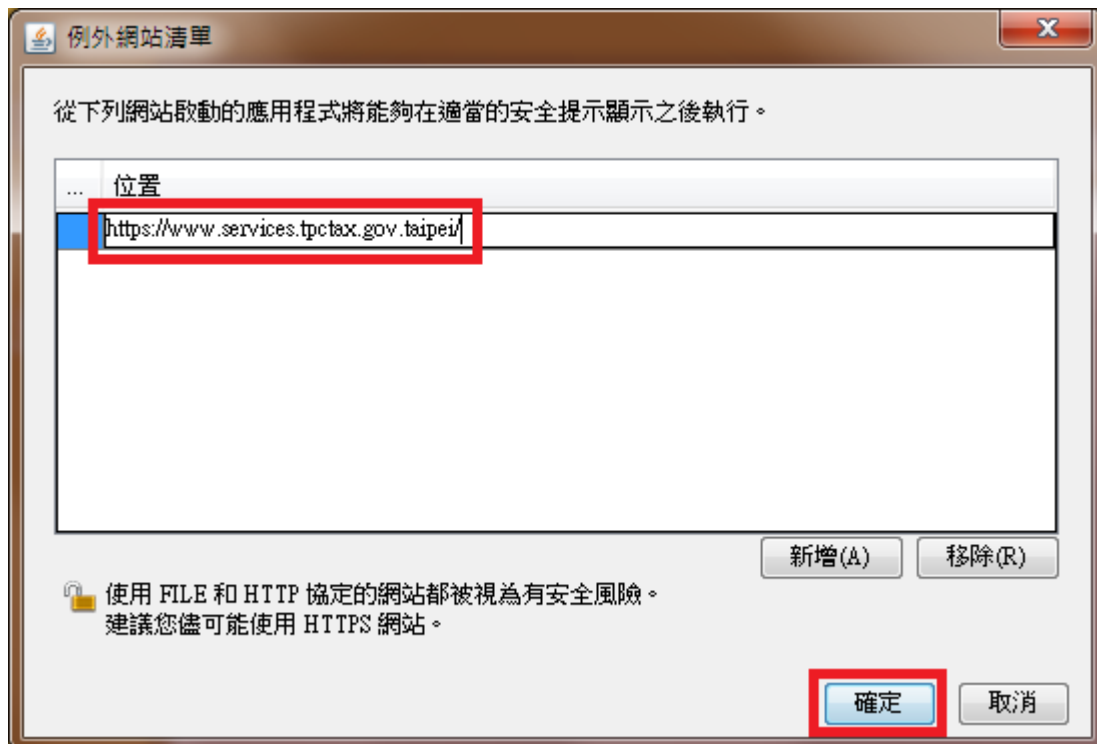 例外網站清單
從下列網站啟動的應用程式將能夠在適當的安全提示顯示之後執行。
... 位置
https://www.services.tpctax.gov.taipei/
新增(A) 移除(R)
使用 FILE 和 HTTP 協定的網站都被視為有安全風險。
建議您儘可能使用 HTTPS 網站。
確定 取消